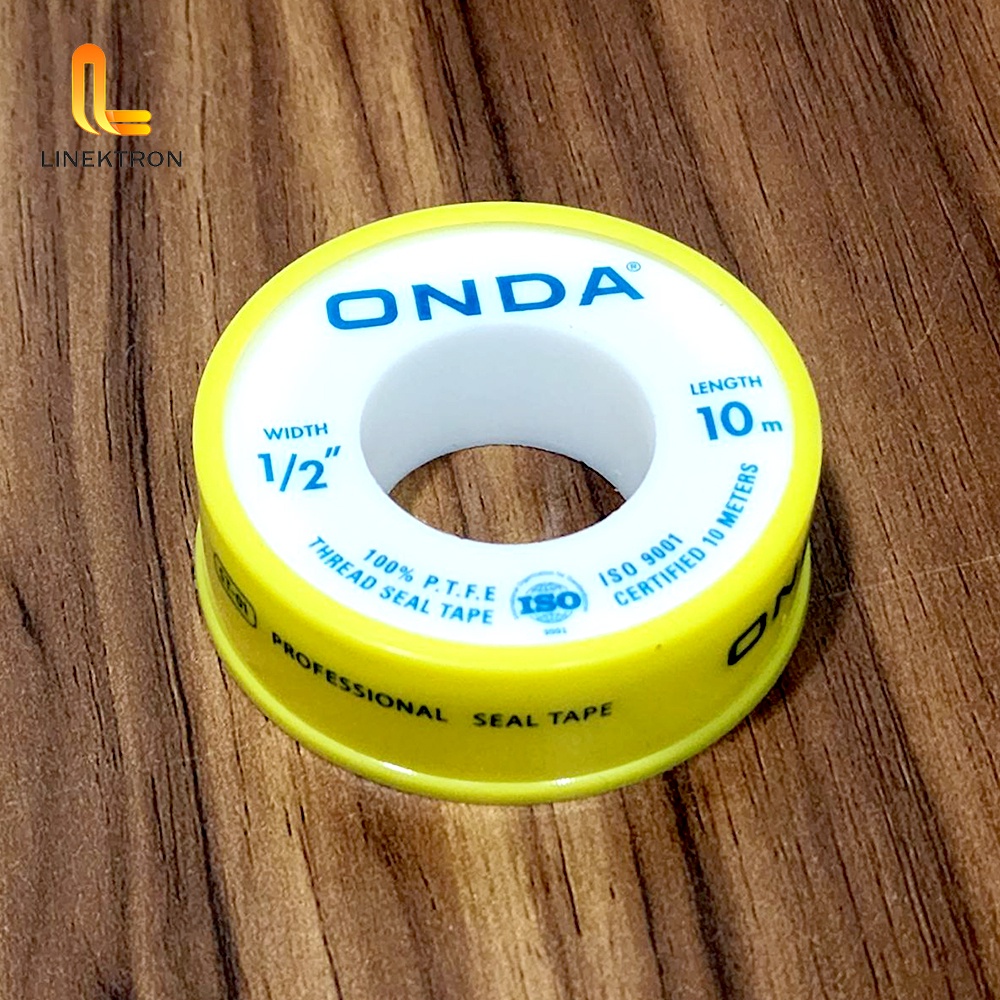 LINEKTRON
ONDA®
WIDTH
1/2"
LENGTH
10 m
100% P.T.F.E
THREAD SEAL TAPE
ISO
ISO 9001
CERTIFIED 10 METERS
PROFESSIONAL SEAL TAPE